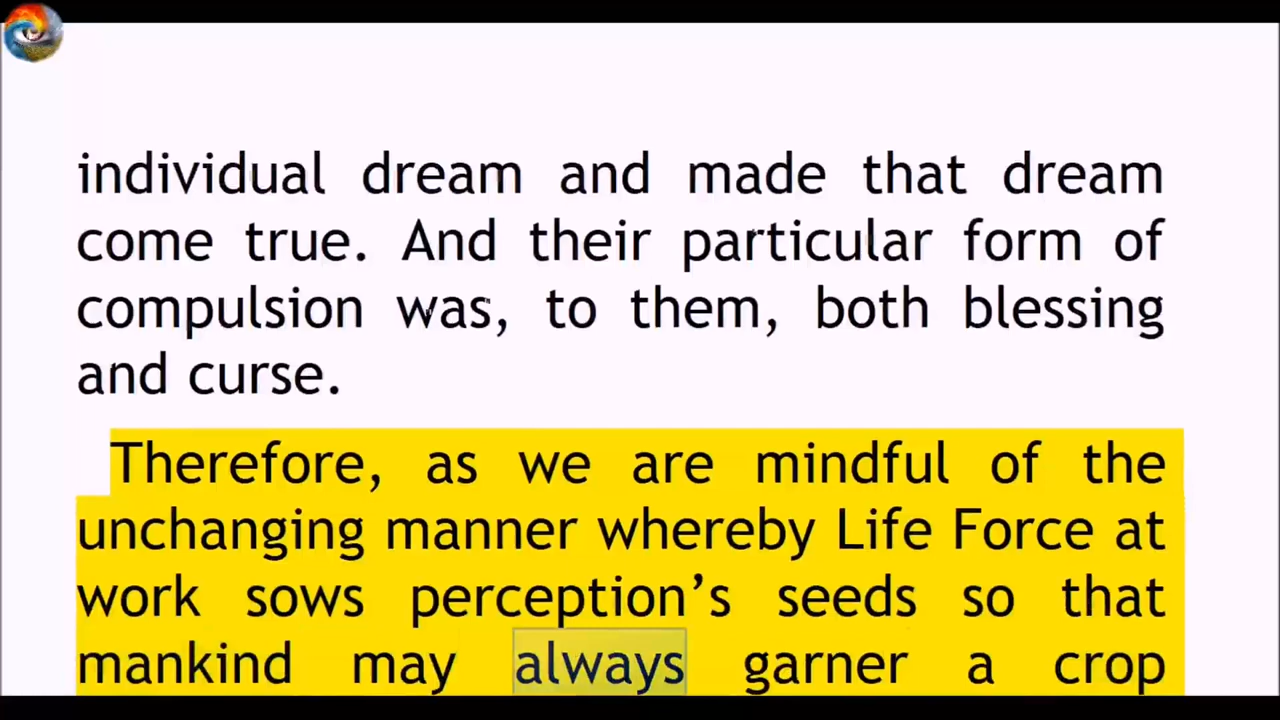 individual dream and made that dream
come true. And their particular form of
compulsion was, to them, both blessing
and curse.
Therefore, as we are mindful of the
unchanging manner whereby Life Force at
work sows perception’s seeds so that
mankind may always garner a crop